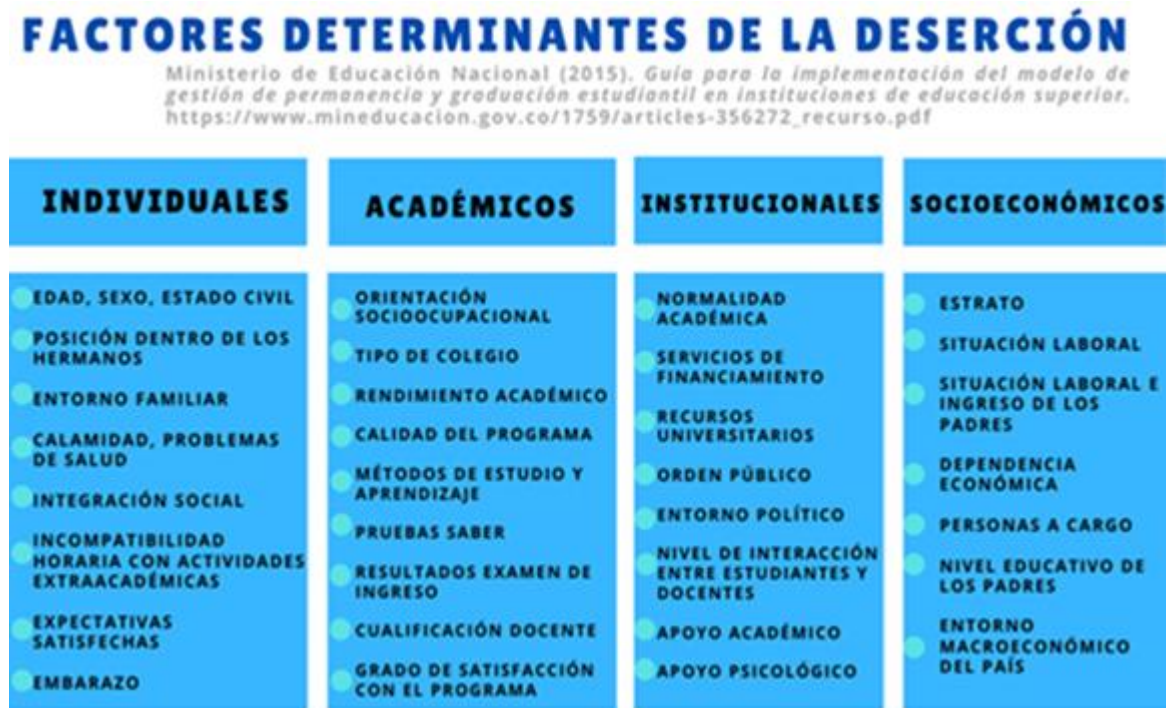 FACTORES DETERMINANTES DE LA DESERCIÓN
Ministerio de Educación Nacional (2015). Guía para la implementación del modelo de
gestión de permanencia y graduación estudiantil en instituciones de educación superior.
https://www.mineducacion.gov.co/1759/articles-356272_recurso.pdf
INDIVIDUALES
EDAD, SEXO, ESTADO CIVIL
POSICIÓN DENTRO DE LOS
HERMANOS
ENTORNO FAMILIAR
CALAMIDAD, PROBLEMAS
DE SALUD
INTEGRACIÓN SOCIAL
INCOMPATIBILIDAD
HORARIA CON ACTIVIDADES
EXTRAACADÉMICAS
EXPECTATIVAS
SATISFECHAS
EMBARAZO
ACADÉMICOS
ORIENTACIÓN
SOCIOOCUPACIONAL
TIPO DE COLEGIO
RENDIMIENTO ACADÉMICO
CALIDAD DEL PROGRAMA
MÉTODOS DE ESTUDIO Y
APRENDIZAJE
PRUEBAS SABER
RESULTADOS EXAMEN DE
INGRESO
CUALIFICACIÓN DOCENTE
GRADO DE SATISFACCIÓN
CON EL PROGRAMA
INSTITUCIONALES
NORMALIDAD
ACADÉMICA
SERVICIOS DE
FINANCIAMIENTO
RECURSOS
UNIVERSITARIOS
ORDEN PÚBLICO
ENTORNO POLÍTICO
NIVEL DE INTERACCIÓN
ENTRE ESTUDIANTES Y
DOCENTES
APOYO ACADÉMICO
APOYO PSICOLÓGICO
SOCIOECONÓMICOS
ESTRATO
SITUACIÓN LABORAL
SITUACIÓN LABORAL E
INGRESO DE LOS
PADRES
DEPENDENCIA
ECONÓMICA
PERSONAS A CARGO
NIVEL EDUCATIVO DE
LOS PADRES
ENTORNO
MACROECONÓMICO
DEL PAÍS